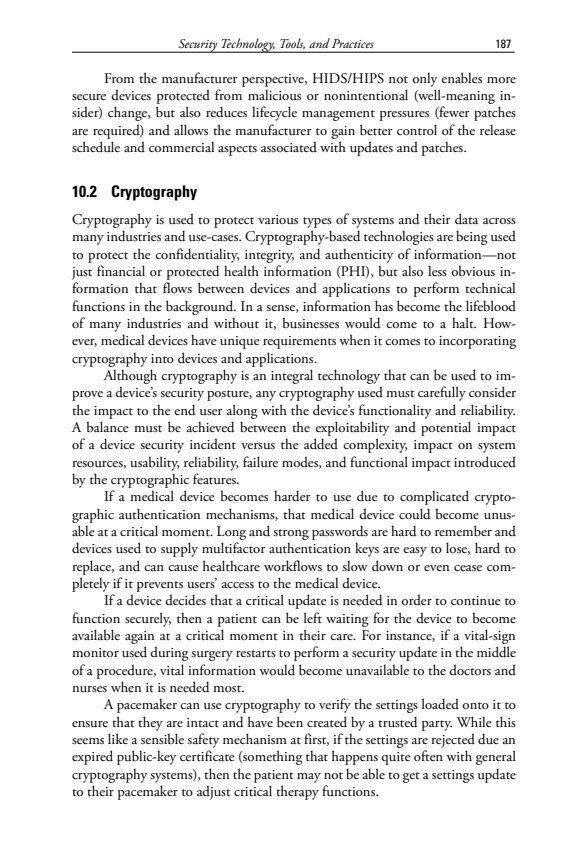 Security Technology, Tools, and Practices 187
From the manufacturer perspective, HIDS/HIPS not only enables more
secure devices protected from malicious or nonintentional (well-meaning in-
sider) change, but also reduces lifecycle management pressures (fewer patches
are required) and allows the manufacturer to gain better control of the release
schedule and commercial aspects associated with updates and patches.
10.2 Cryptography
Cryptography is used to protect various types of systems and their data across
many industries and use-cases. Cryptography-based technologies are being used
to protect the confidentiality, integrity, and authenticity of information—not
just financial or protected health information (PHI), but also less obvious in-
formation that flows between devices and applications to perform technical
functions in the background. In a sense, information has become the lifeblood
of many industries and without it, businesses would come to a halt. How-
ever, medical devices have unique requirements when it comes to incorporating
cryptography into devices and applications.
Although cryptography is an integral technology that can be used to im-
prove a device’s security posture, any cryptography used must carefully consider
the impact to the end user along with the device’s functionality and reliability.
A balance must be achieved between the exploitability and potential impact
of a device security incident versus the added complexity, impact on system
resources, usability, reliability, failure modes, and functional impact introduced
by the cryptographic features.
If a medical device becomes harder to use due to complicated crypto-
graphic authentication mechanisms, that medical device could become unus-
able at a critical moment. Long and strong passwords are hard to remember and
devices used to supply multifactor authentication keys are easy to lose, hard to
replace, and can cause healthcare workflows to slow down or even cease com-
pletely if it prevents users’ access to the medical device.
If a device decides that a critical update is needed in order to continue to
function securely, then a patient can be left waiting for the device to become
available again at a critical moment in their care. For instance, if a vital-sign
monitor used during surgery restarts to perform a security update in the middle
of a procedure, vital information would become unavailable to the doctors and
nurses when it is needed most.
A pacemaker can use cryptography to verify the settings loaded onto it to
ensure that they are intact and have been created by a trusted party. While this
seems like a sensible safety mechanism at first, if the settings are rejected due an
expired public-key certificate (something that happens quite often with general
cryptography systems), then the patient may not be able to get a settings update
to their pacemaker to adjust critical therapy functions.